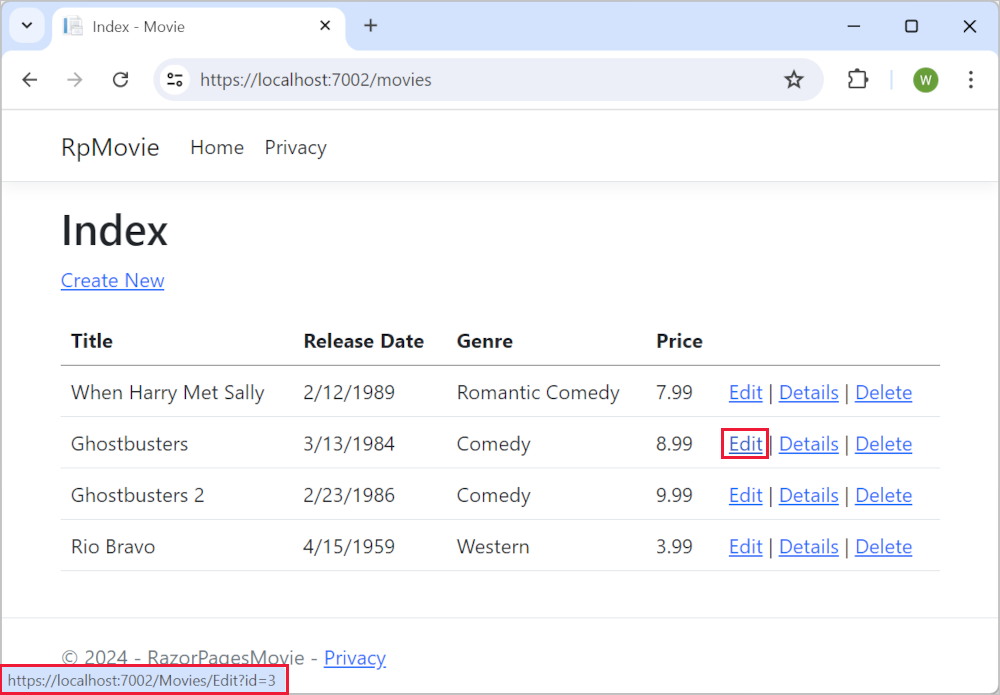 Index - Movie
https://localhost:7002/movies
W
RpMovie Home Privacy
Index
Create New
Title Release Date Genre Price
When Harry Met Sally 2/12/1989 Romantic Comedy 7.99 Edit | Details | Delete
Ghostbusters 3/13/1984 Comedy 8.99 Edit | Details | Delete
Ghostbusters 2 2/23/1986 Comedy 9.99 Edit | Details | Delete
Rio Bravo 4/15/1959 Western 3.99 Edit | Details | Delete
© 2024 - RazorPagesMovie - Privacy
https://localhost:7002/Movies/Edit?id=3